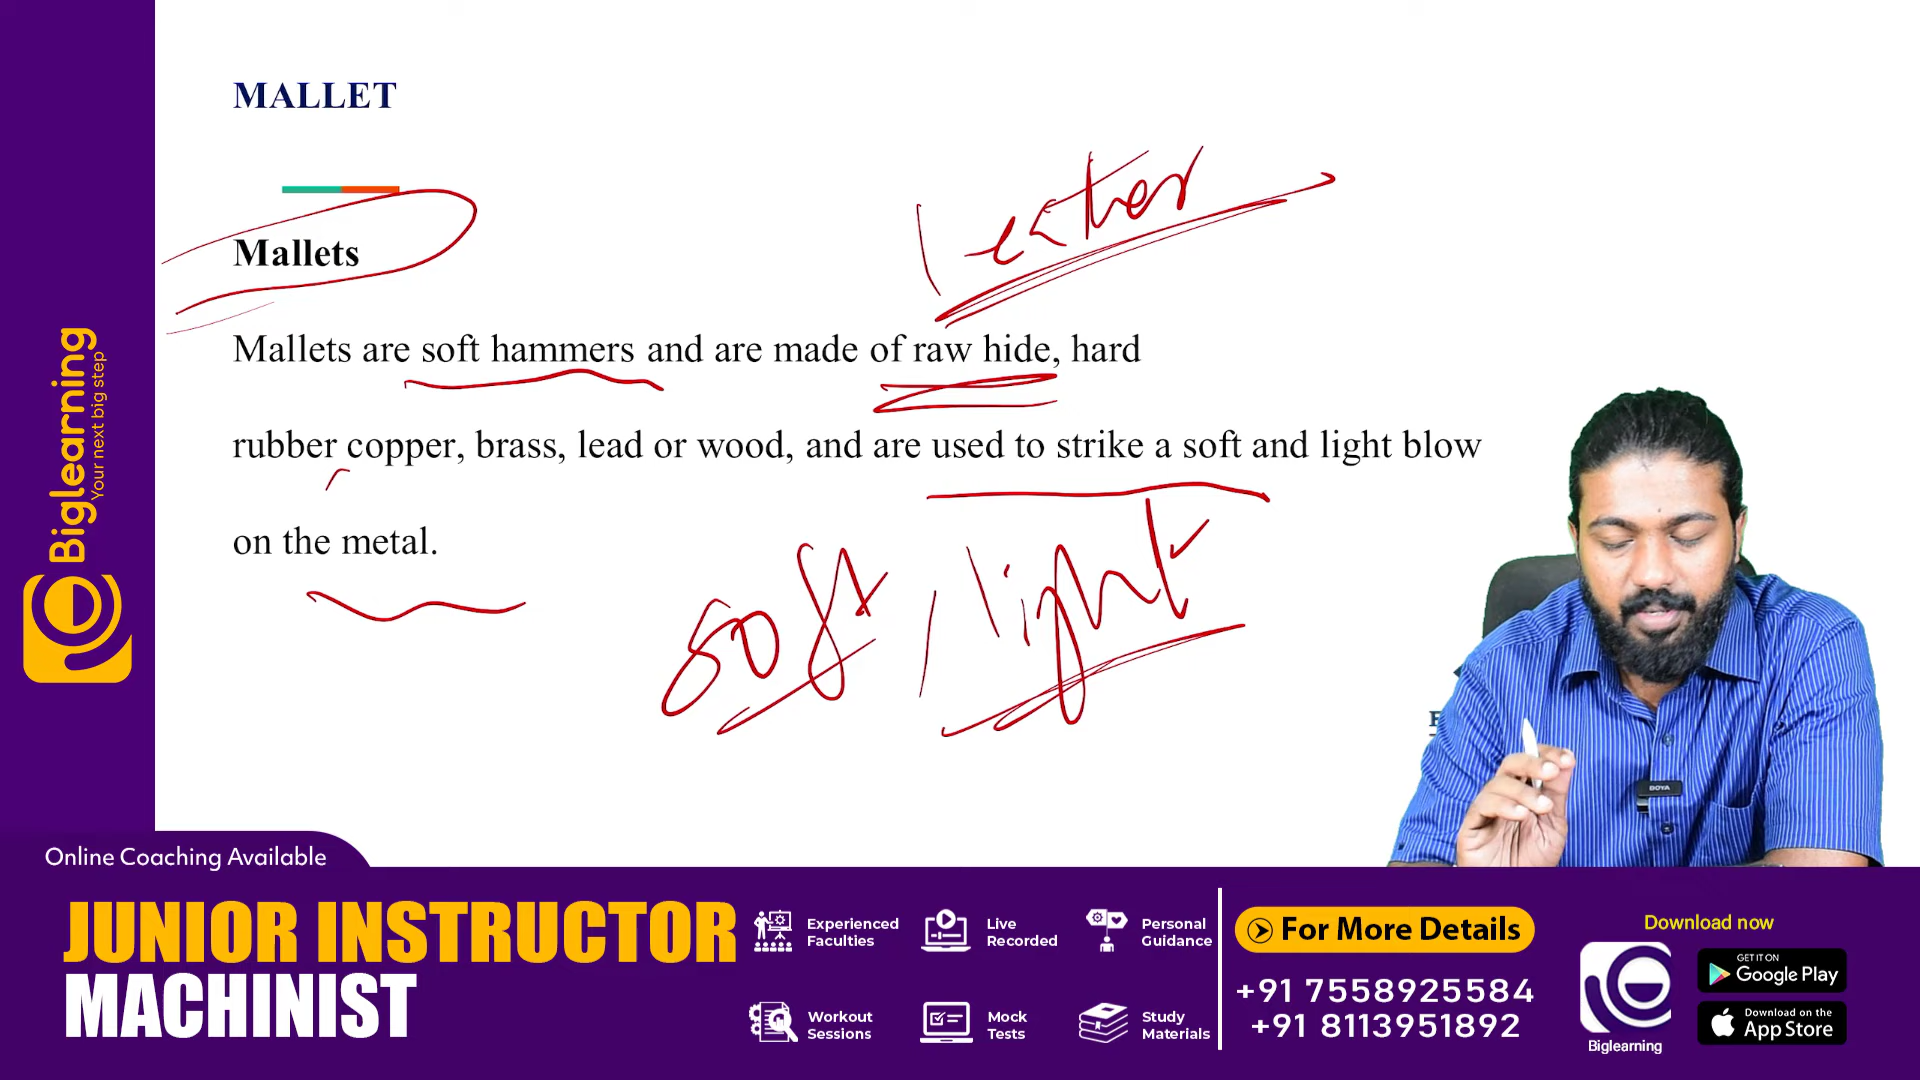 MALLET
leather
Mallets
Mallets are soft hammers and are made of raw hide, hard
rubber copper, brass, lead or wood, and are used to strike a soft and light blow
on the metal.
soft, light
Biglearning
Your next big step
BOYA
Online Coaching Available
JUNIOR INSTRUCTOR
MACHINIST
Experienced
Faculties
Live
Recorded
Personal
Guidance
Workout
Sessions
Mock
Tests
Study
Materials
For More Details
+91 7558925584
+91 8113951892
Download now
Biglearning
GET IT ON
Google Play
Download on the
App Store